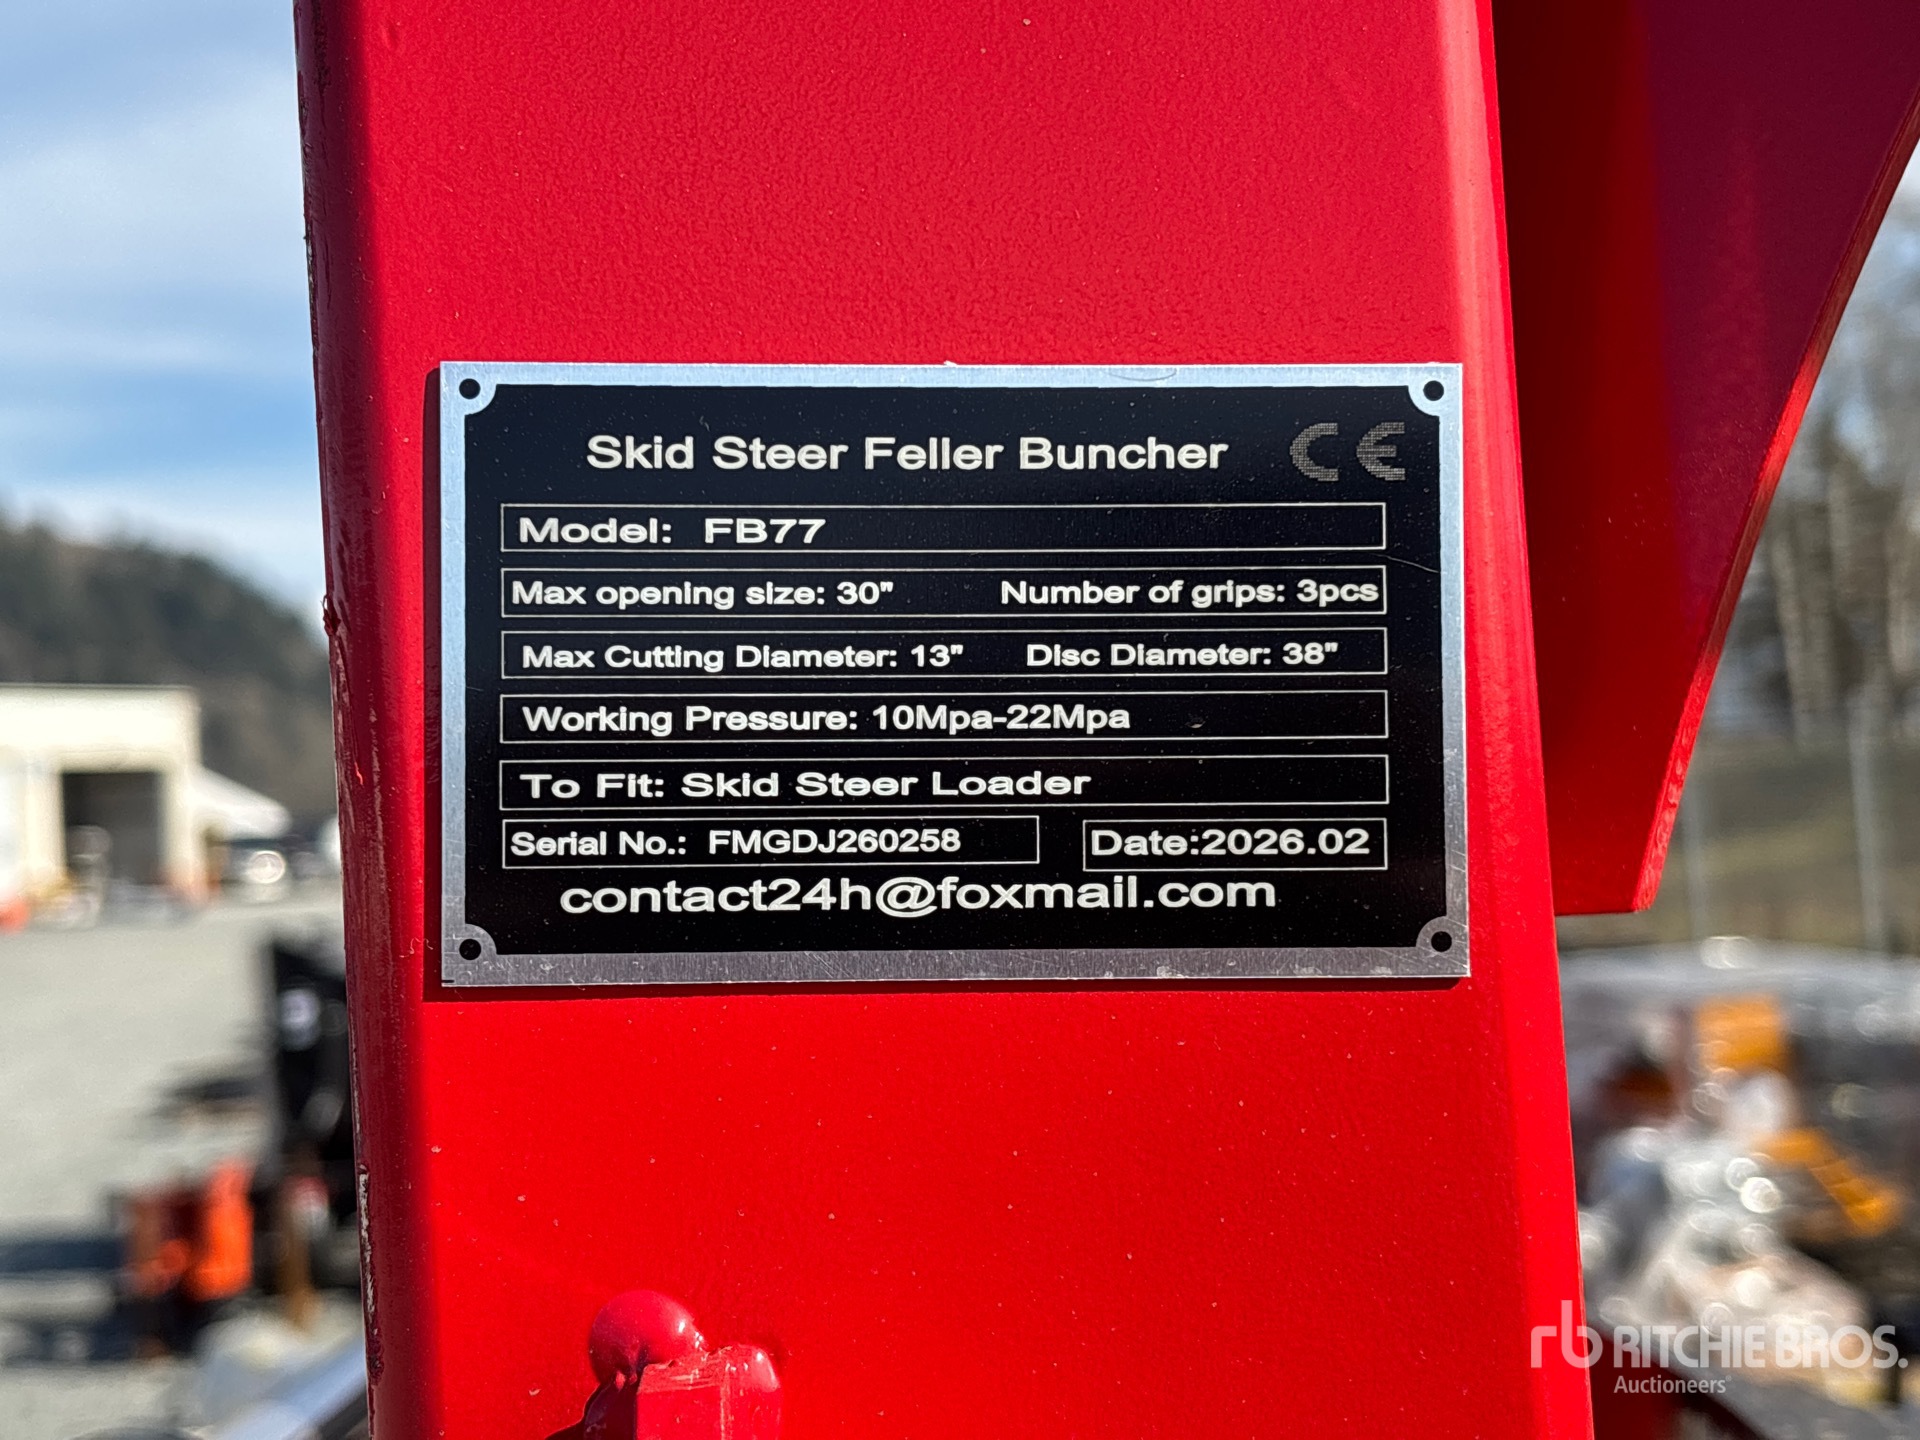 Skid Steer Feller Buncher CE
Model: FB77
Max opening size: 30" Number of grips: 3pcs
Max Cutting Diameter: 13" Disc Diameter: 38"
Working Pressure: 10Mpa-22Mpa
To Fit: Skid Steer Loader
Serial No.: FMGDJ260258 Date:2026.02
contact24h@foxmail.com
rb RITCHIE BROS.
Auctioneers